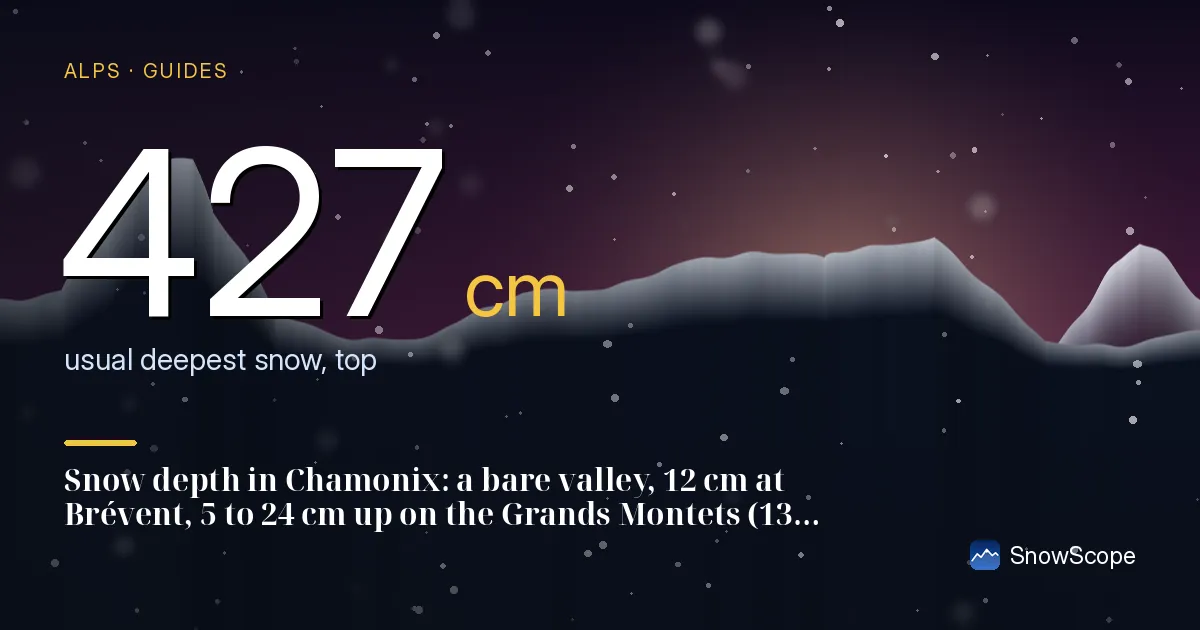 ALPS · GUIDES
427 cm
usual deepest snow, top
Snow depth in Chamonix: a bare valley, 12 cm at
Brévent, 5 to 24 cm up on the Grands Montets (13…
SnowScope